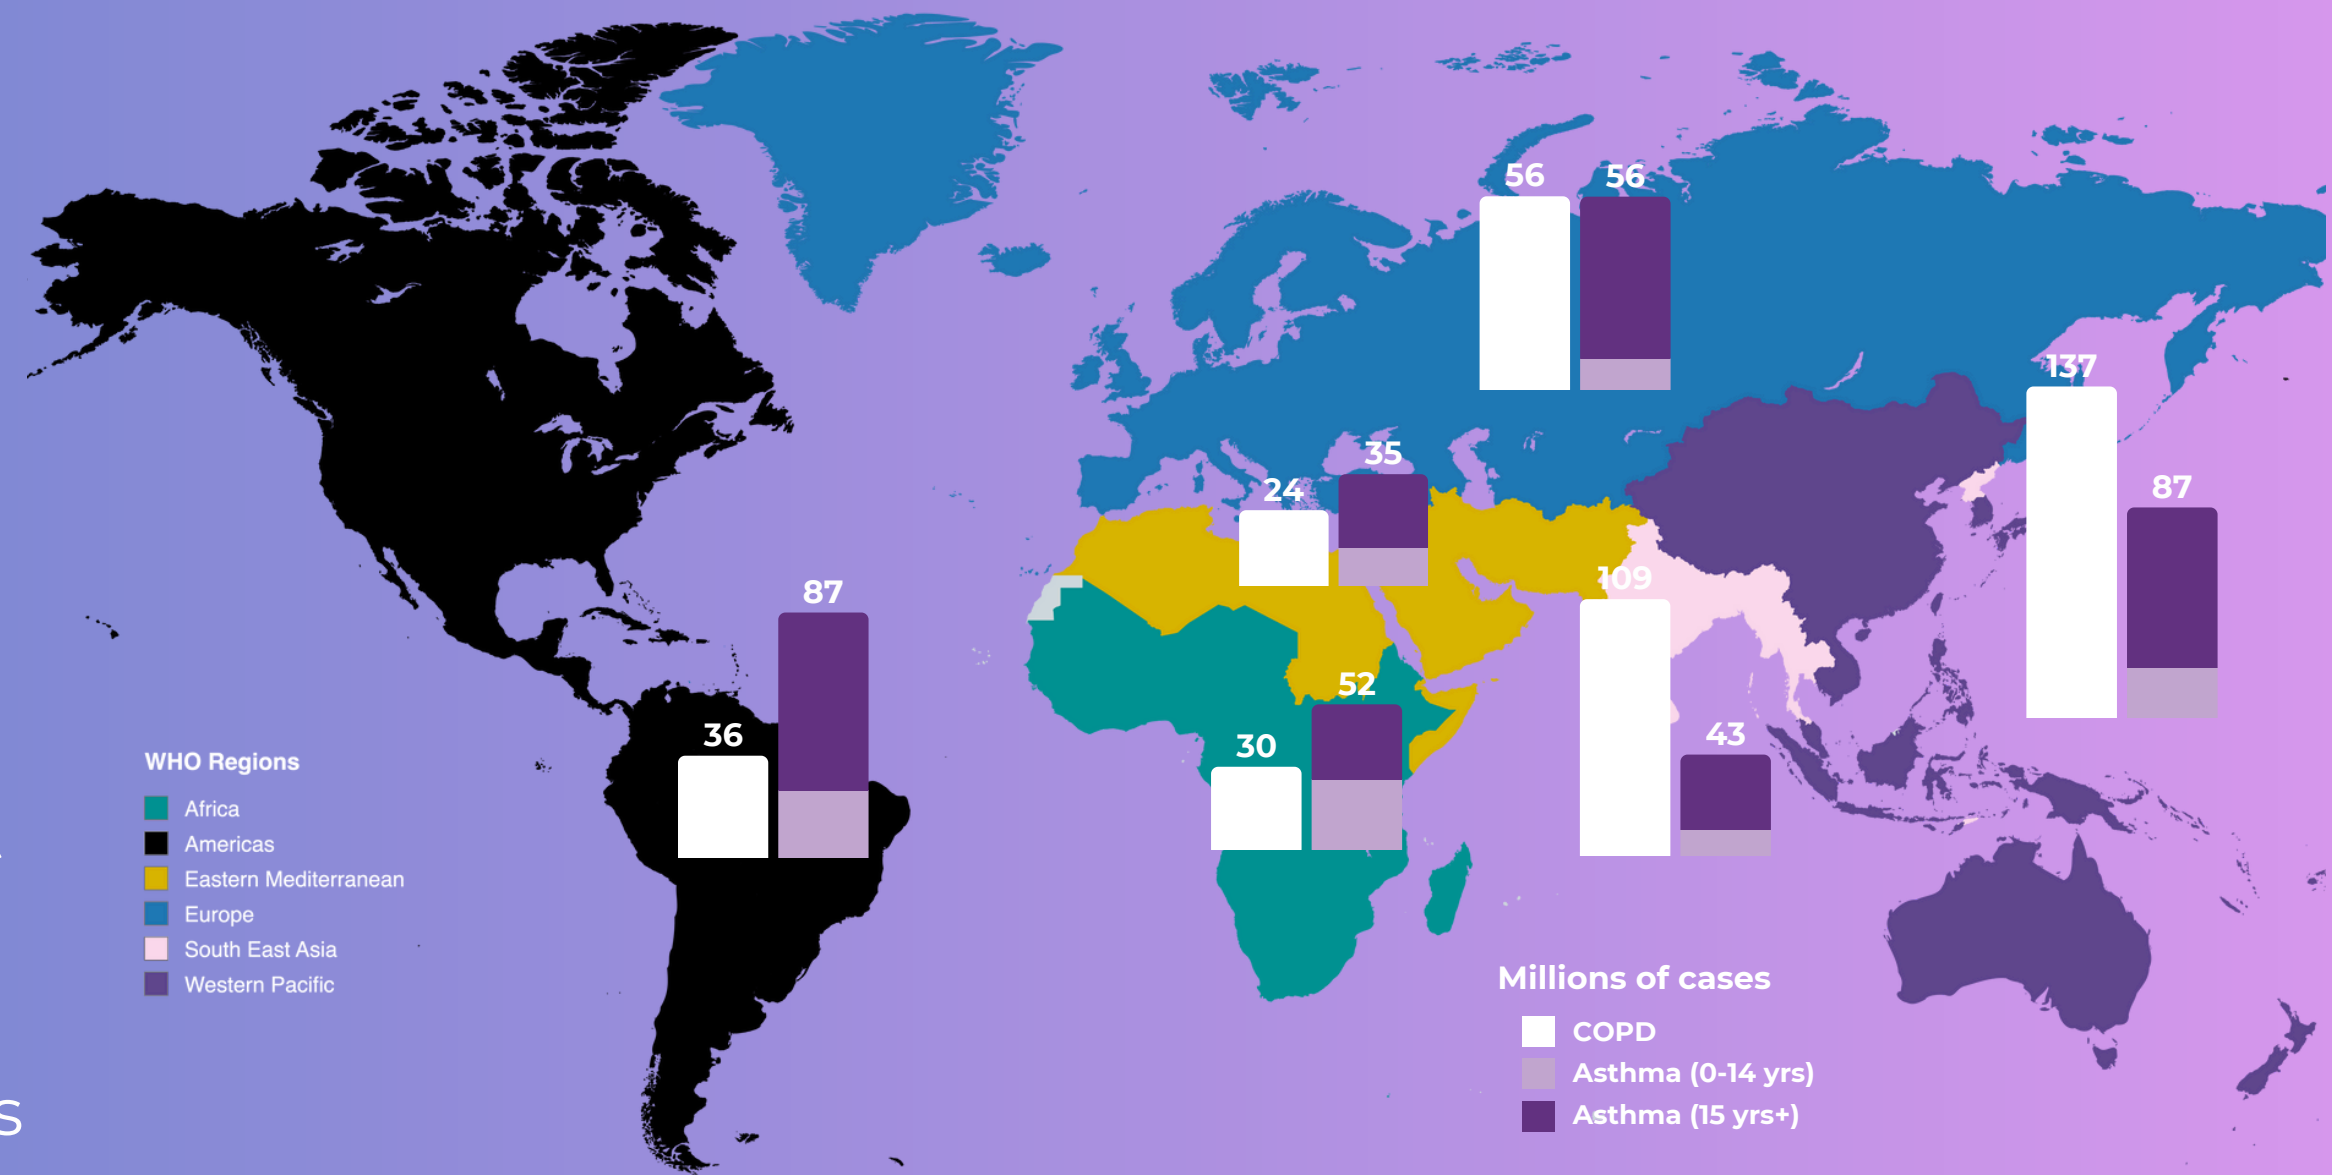 56
56
137
35
24
87
109
87
52
43
36
30
WHO Regions
Africa
Americas
Eastern Mediterranean
Europe
South East Asia
Western Pacific
Millions of cases
COPD
Asthma (0-14 yrs)
Asthma (15 yrs+)
s